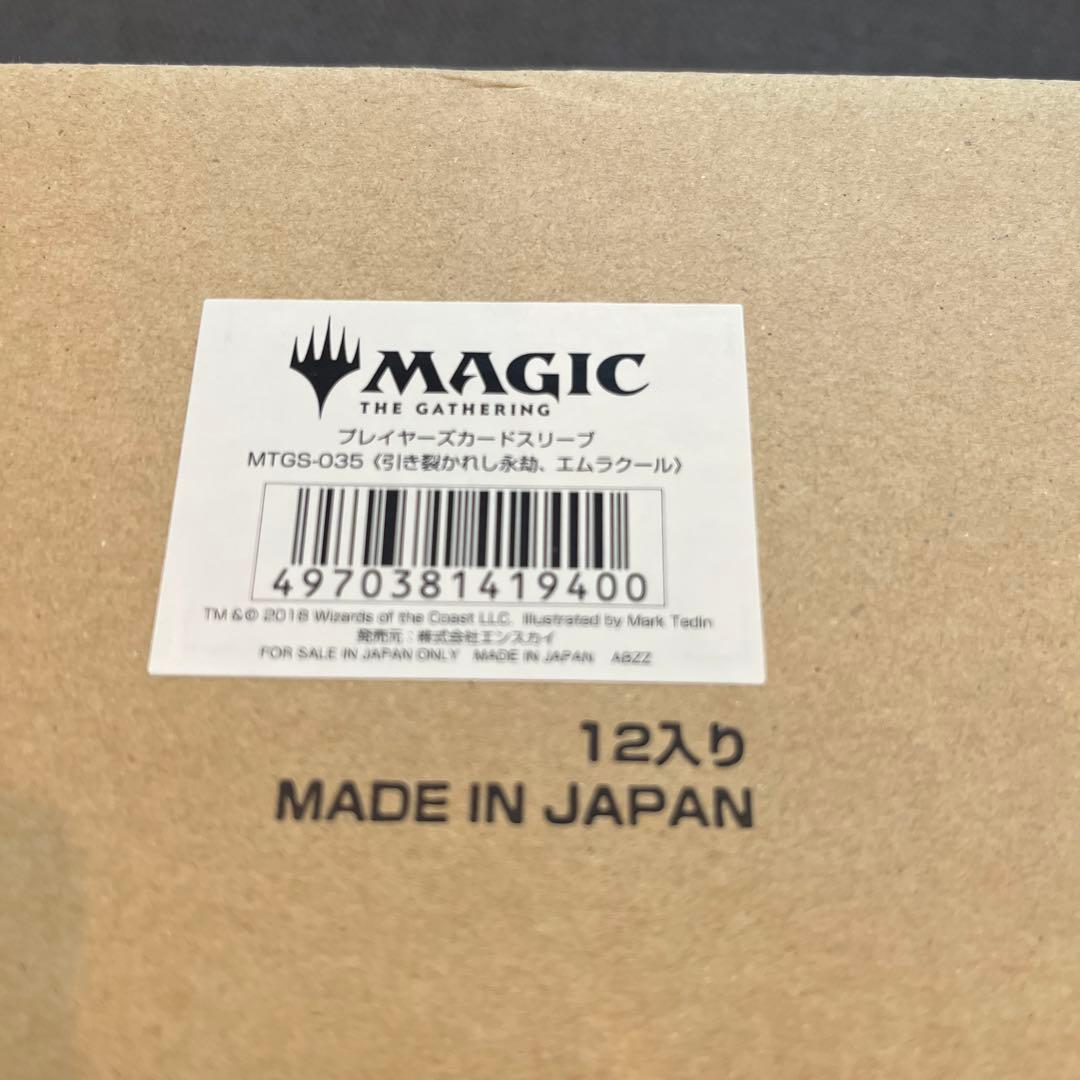 MAGIC
THE GATHERING
プレイヤーズカードスリーブ
MTGS-035《引き裂かれし永劫、エムラクール》
4970381419400
TM & © 2018 Wizards of the Coast LLC. Illustrated by Mark Tedin
発売元:株式会社エンスカイ
FOR SALE IN JAPAN ONLY MADE IN JAPAN ABZZ
12入り
MADE IN JAPAN